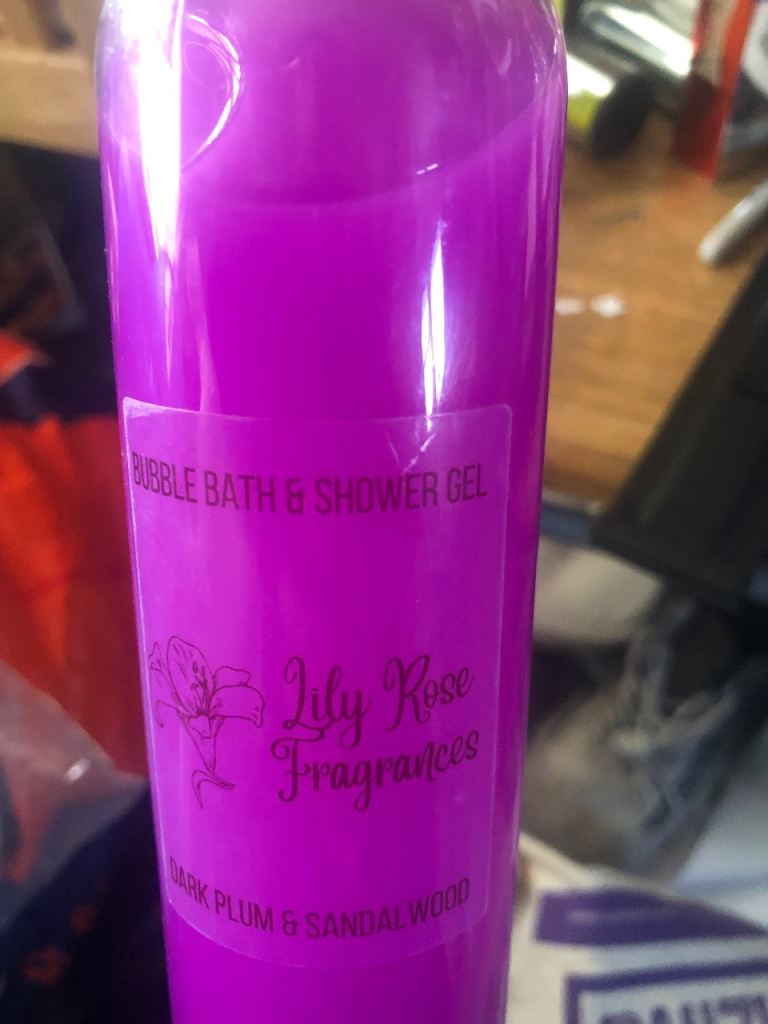 BUBBLE BATH & SHOWER GEL
Lily Rose
Fragrances
DARK PLUM & SANDALWOOD